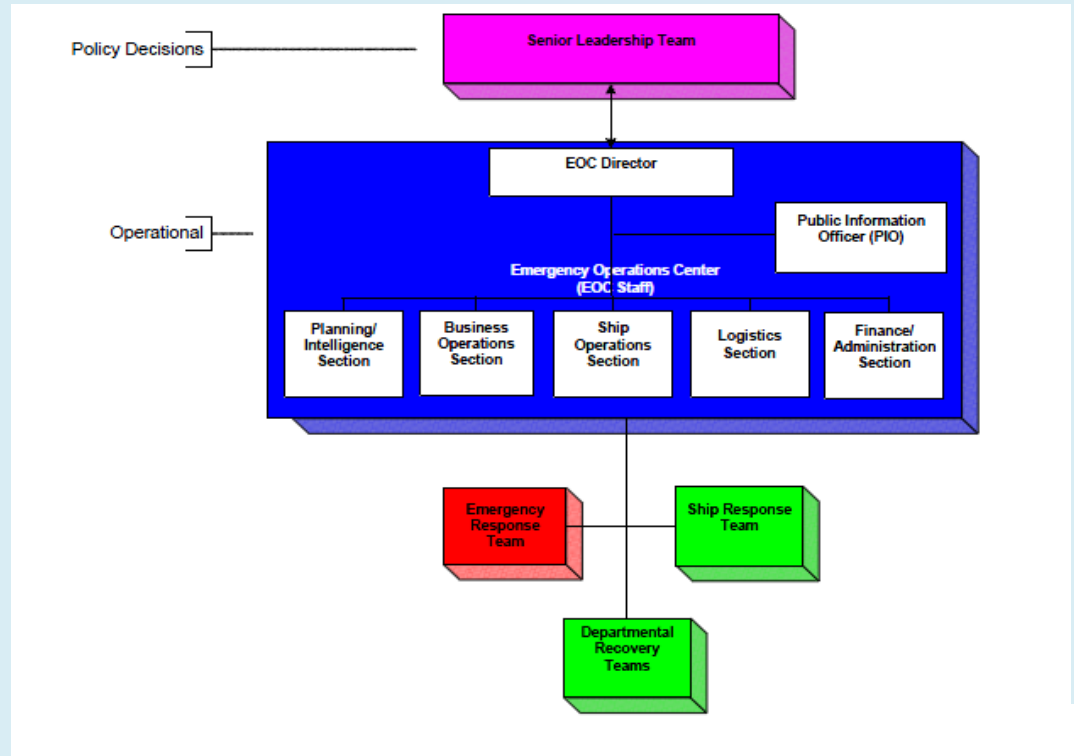 Policy Decisions
Senior Leadership Team
EOC Director
Operational
Public Information
Officer (PIO)
Emergency Operations Center
(EOC Staff)
Planning/
Intelligence
Section
Business
Operations
Section
Ship
Operations
Section
Logistics
Section
Finance/
Administration
Section
Emergency
Response
Team
Ship Response
Team
Departmental
Recovery
Teams